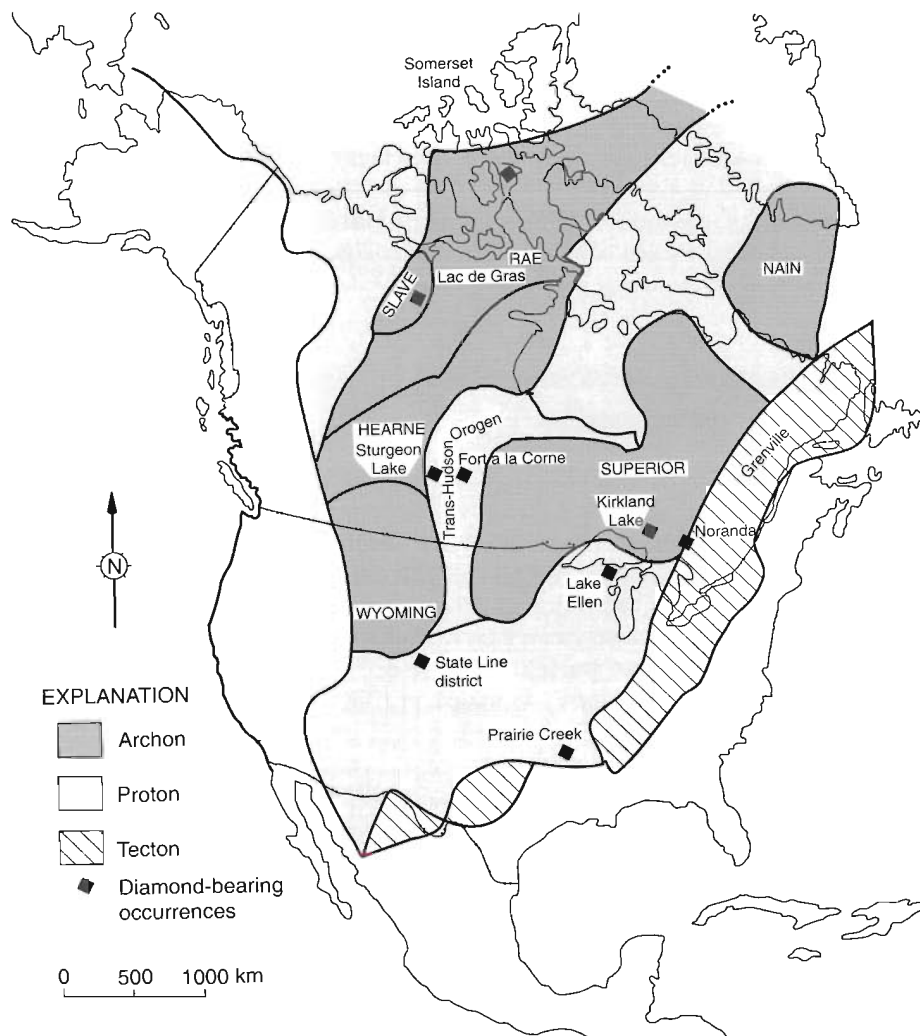 Somerset
Island
RAE
Lac de Gras
SLAVE
NAIN
HEARNE
Sturgeon
Lake
Trans-Hudson
Orogen
Fort a la Corne
SUPERIOR
Grenville
Kirkland
Lake
Noranda
N
WYOMING
Lake
Ellen
State Line
district
Prairie Creek
EXPLANATION
Archon
Proton
Tecton
Diamond-bearing
occurrences
0 500 1000 km